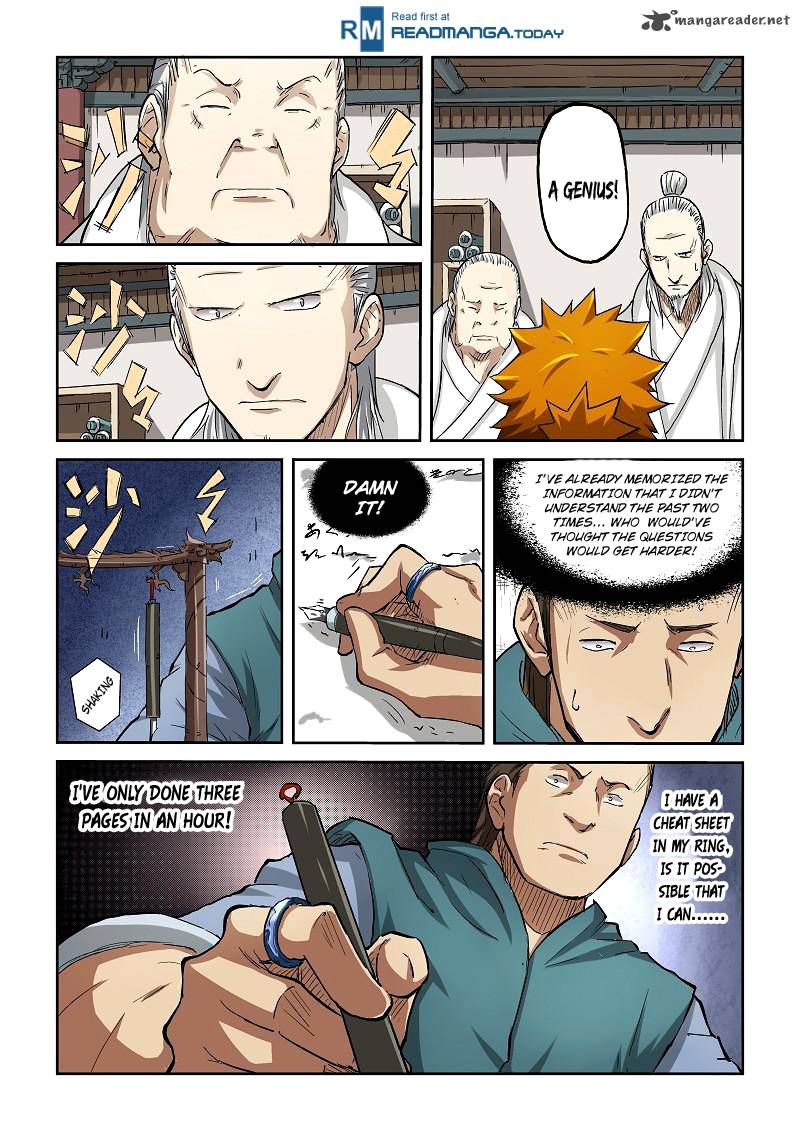 Read first at
RM READMANGA.TODAY
mangareader.net
A GENIUS!
DAMN
IT!
I'VE ALREADY MEMORIZED THE
INFORMATION THAT I DIDN'T
UNDERSTAND THE PAST TWO
TIMES... WHO WOULD'VE
THOUGHT THE QUESTIONS
WOULD GET HARDER!
SHAKING
I'VE ONLY DONE THREE
PAGES IN AN HOUR!
I HAVE A
CHEAT SHEET
IN MY RING,
IS IT POS-
SIBLE THAT
I CAN......